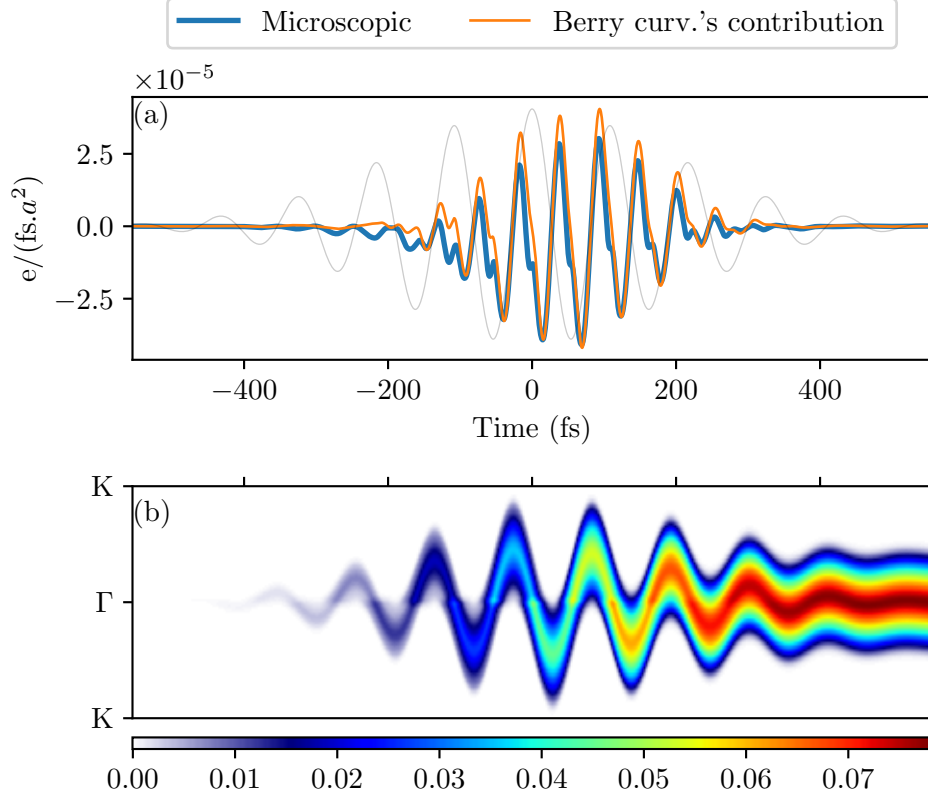 Microscopic
Berry curv.'s contribution
×10⁻⁵
(a)
2.5
0.0
−2.5
e/(fs.a²)
−400
−200
0
200
400
Time (fs)
K
(b)
Γ
K
0.00
0.01
0.02
0.03
0.04
0.05
0.06
0.07